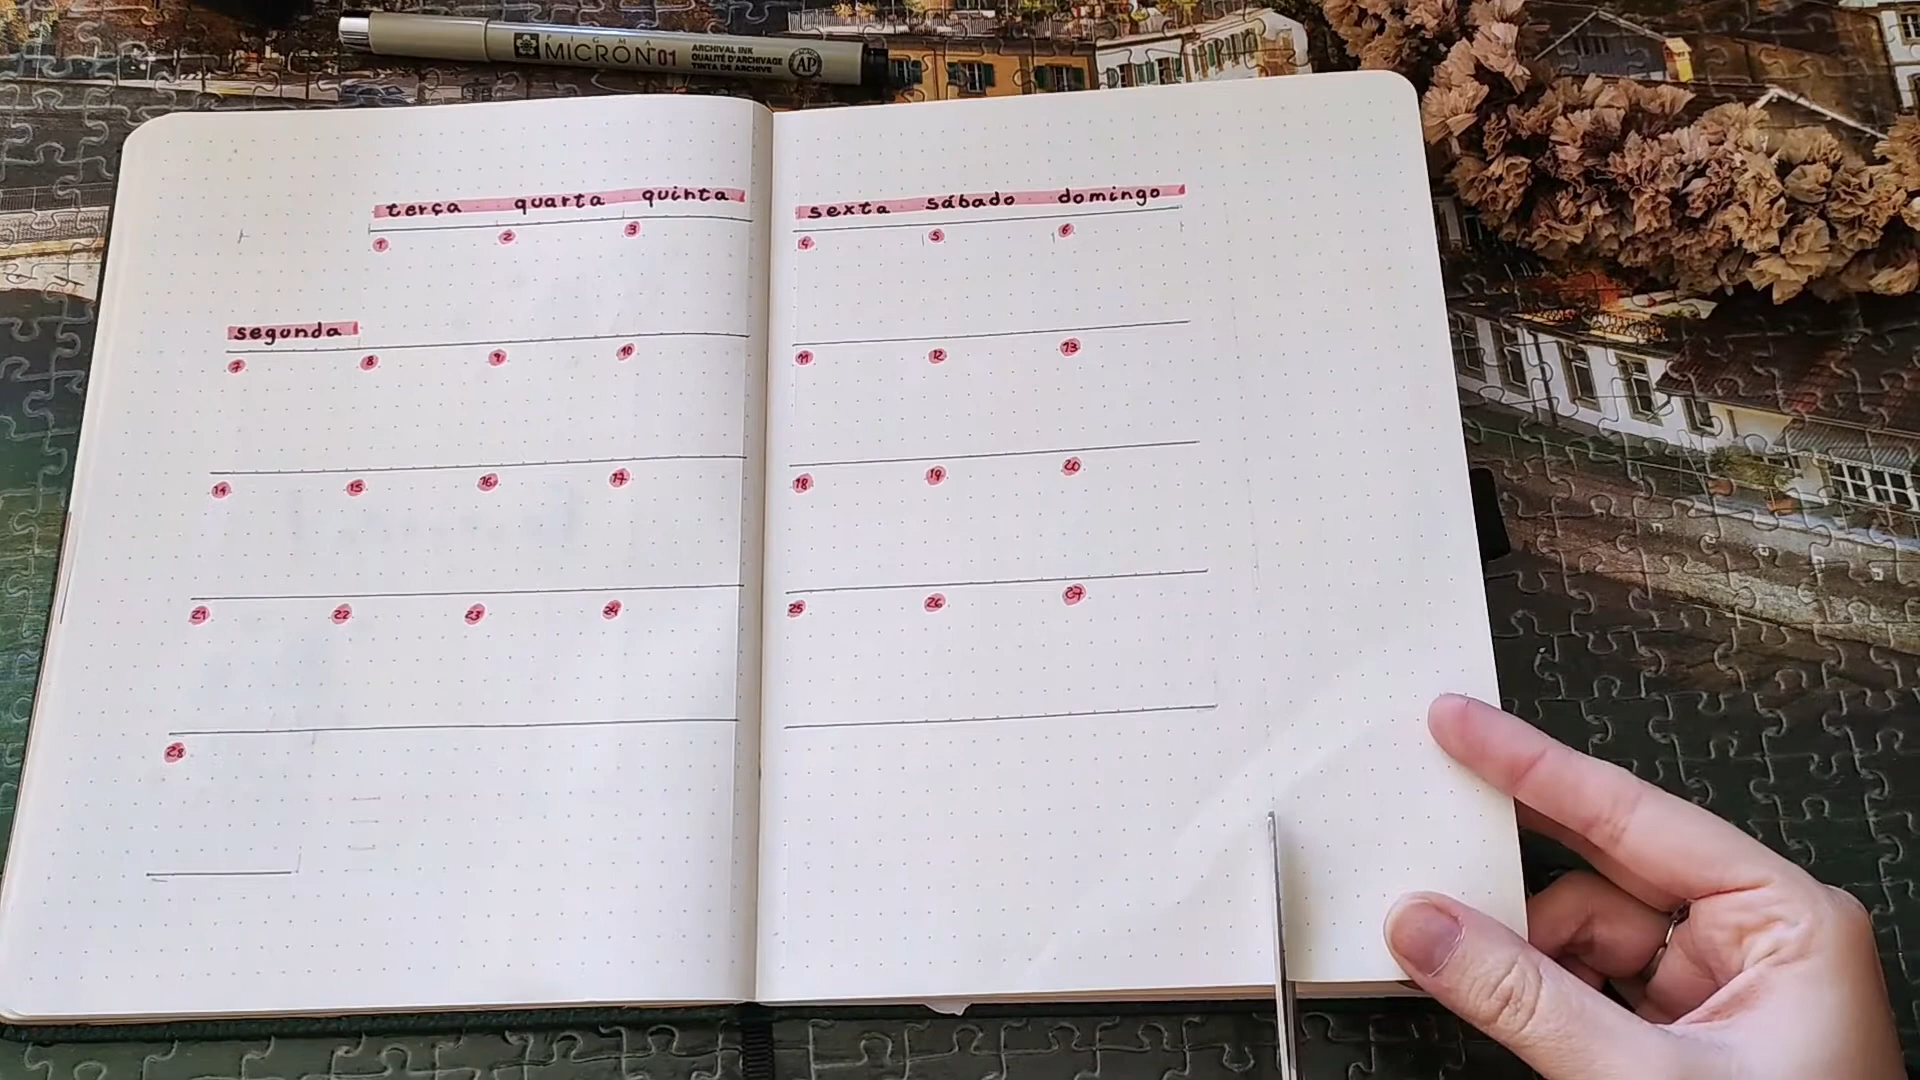 PIGMA
MICRON 01
ARCHIVAL INK
QUALITÉ D'ARCHIVAGE
TINTA DE ARCHIVE
AP
terça quarta quinta sexta sábado domingo
1 2 3 4 5 6
segunda
7 8 9 10 11 12 13
14 15 16 17 18 19 20
21 22 23 24 25 26 27
28